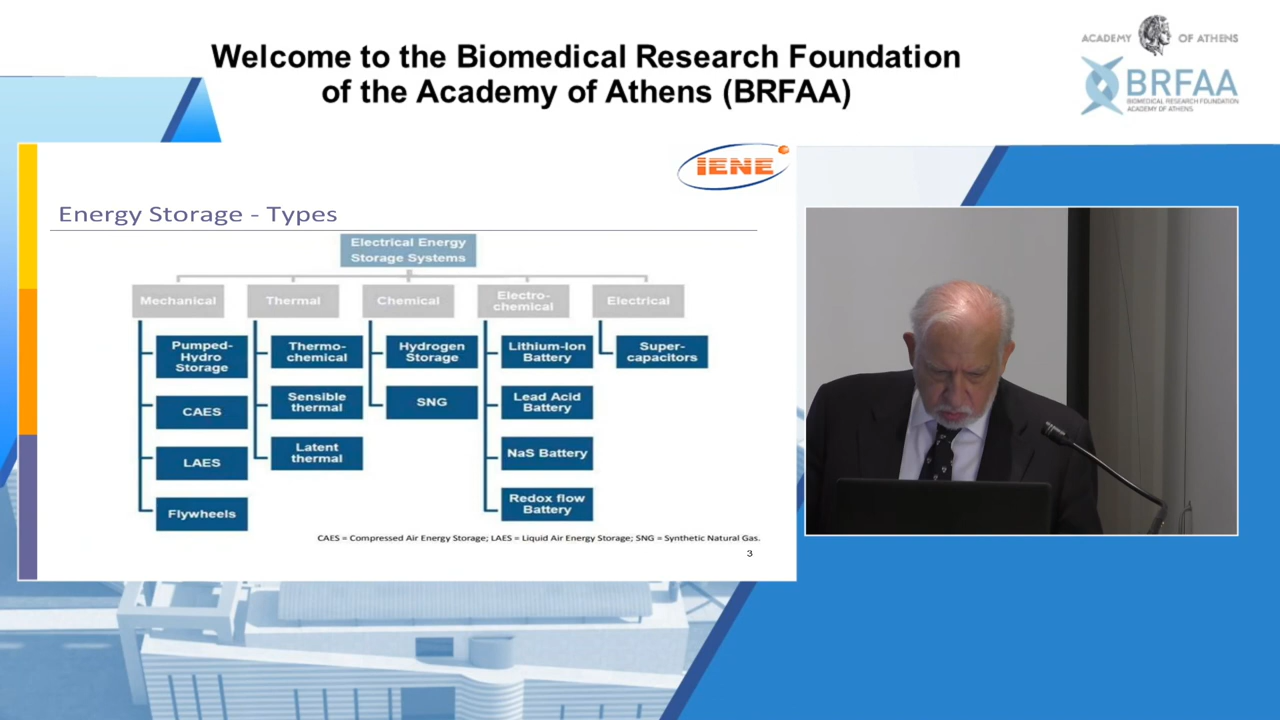 Welcome to the Biomedical Research Foundation
of the Academy of Athens (BRFAA)
ACADEMY OF ATHENS
BRFAA
BIOMEDICAL RESEARCH FOUNDATION
ACADEMY OF ATHENS
IENE
Energy Storage - Types
Electrical Energy
Storage Systems
Mechanical
Thermal
Chemical
Electro-
chemical
Electrical
Pumped-
Hydro
Storage
CAES
LAES
Flywheels
Thermo-
chemical
Sensible
thermal
Latent
thermal
Hydrogen
Storage
SNG
Lithium-Ion
Battery
Lead Acid
Battery
NaS Battery
Redox flow
Battery
Super-
capacitors
CAES = Compressed Air Energy Storage; LAES = Liquid Air Energy Storage; SNG = Synthetic Natural Gas.
3